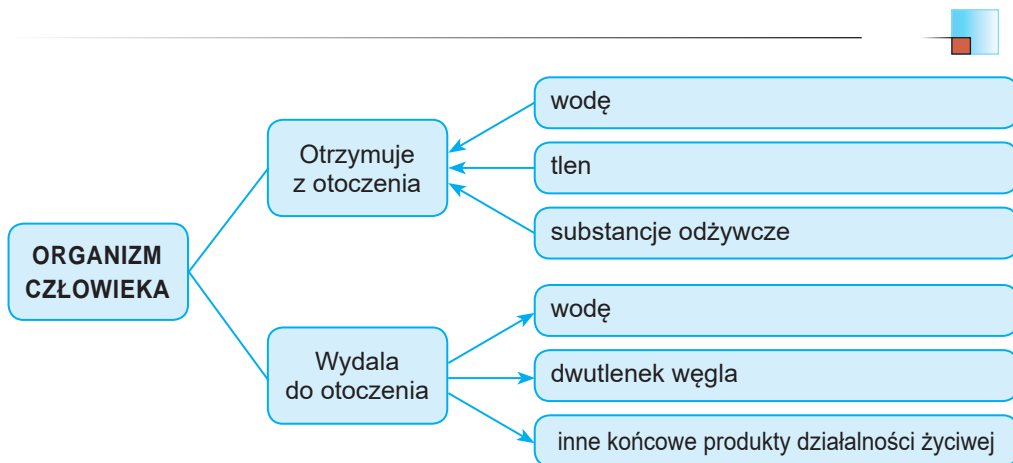 ORGANIZM
CZŁOWIEKA
Otrzymuje
z otoczenia
wodę
tlen
substancje odżywcze
Wydala
do otoczenia
wodę
dwutlenek węgla
inne końcowe produkty działalności życiwej